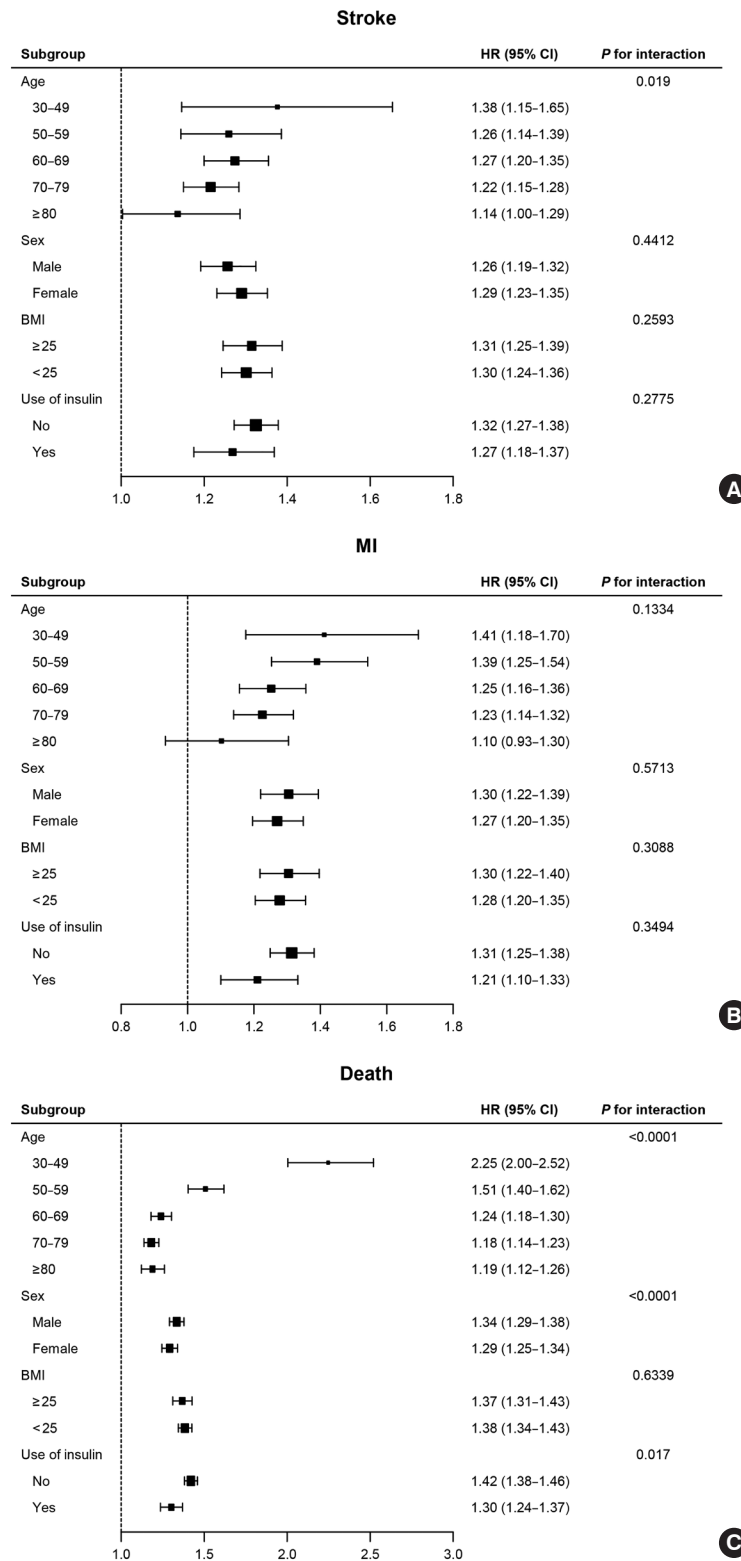 Stroke
Subgroup HR (95% CI) P for interaction
Age 0.019
30–49 1.38 (1.15–1.65)
50–59 1.26 (1.14–1.39)
60–69 1.27 (1.20–1.35)
70–79 1.22 (1.15–1.28)
≥80 1.14 (1.00–1.29)
Sex 0.4412
Male 1.26 (1.19–1.32)
Female 1.29 (1.23–1.35)
BMI 0.2593
≥25 1.31 (1.25–1.39)
<25 1.30 (1.24–1.36)
Use of insulin 0.2775
No 1.32 (1.27–1.38)
Yes 1.27 (1.18–1.37)
1.0 1.2 1.4 1.6 1.8
A
MI
Subgroup HR (95% CI) P for interaction
Age 0.1334
30–49 1.41 (1.18–1.70)
50–59 1.39 (1.25–1.54)
60–69 1.25 (1.16–1.36)
70–79 1.23 (1.14–1.32)
≥80 1.10 (0.93–1.30)
Sex 0.5713
Male 1.30 (1.22–1.39)
Female 1.27 (1.20–1.35)
BMI 0.3088
≥25 1.30 (1.22–1.40)
<25 1.28 (1.20–1.35)
Use of insulin 0.3494
No 1.31 (1.25–1.38)
Yes 1.21 (1.10–1.33)
0.8 1.0 1.2 1.4 1.6 1.8
B
Death
Subgroup HR (95% CI) P for interaction
Age <0.0001
30–49 2.25 (2.00–2.52)
50–59 1.51 (1.40–1.62)
60–69 1.24 (1.18–1.30)
70–79 1.18 (1.14–1.23)
≥80 1.19 (1.12–1.26)
Sex <0.0001
Male 1.34 (1.29–1.38)
Female 1.29 (1.25–1.34)
BMI 0.6339
≥25 1.37 (1.31–1.43)
<25 1.38 (1.34–1.43)
Use of insulin 0.017
No 1.42 (1.38–1.46)
Yes 1.30 (1.24–1.37)
1.0 1.5 2.0 2.5 3.0
C